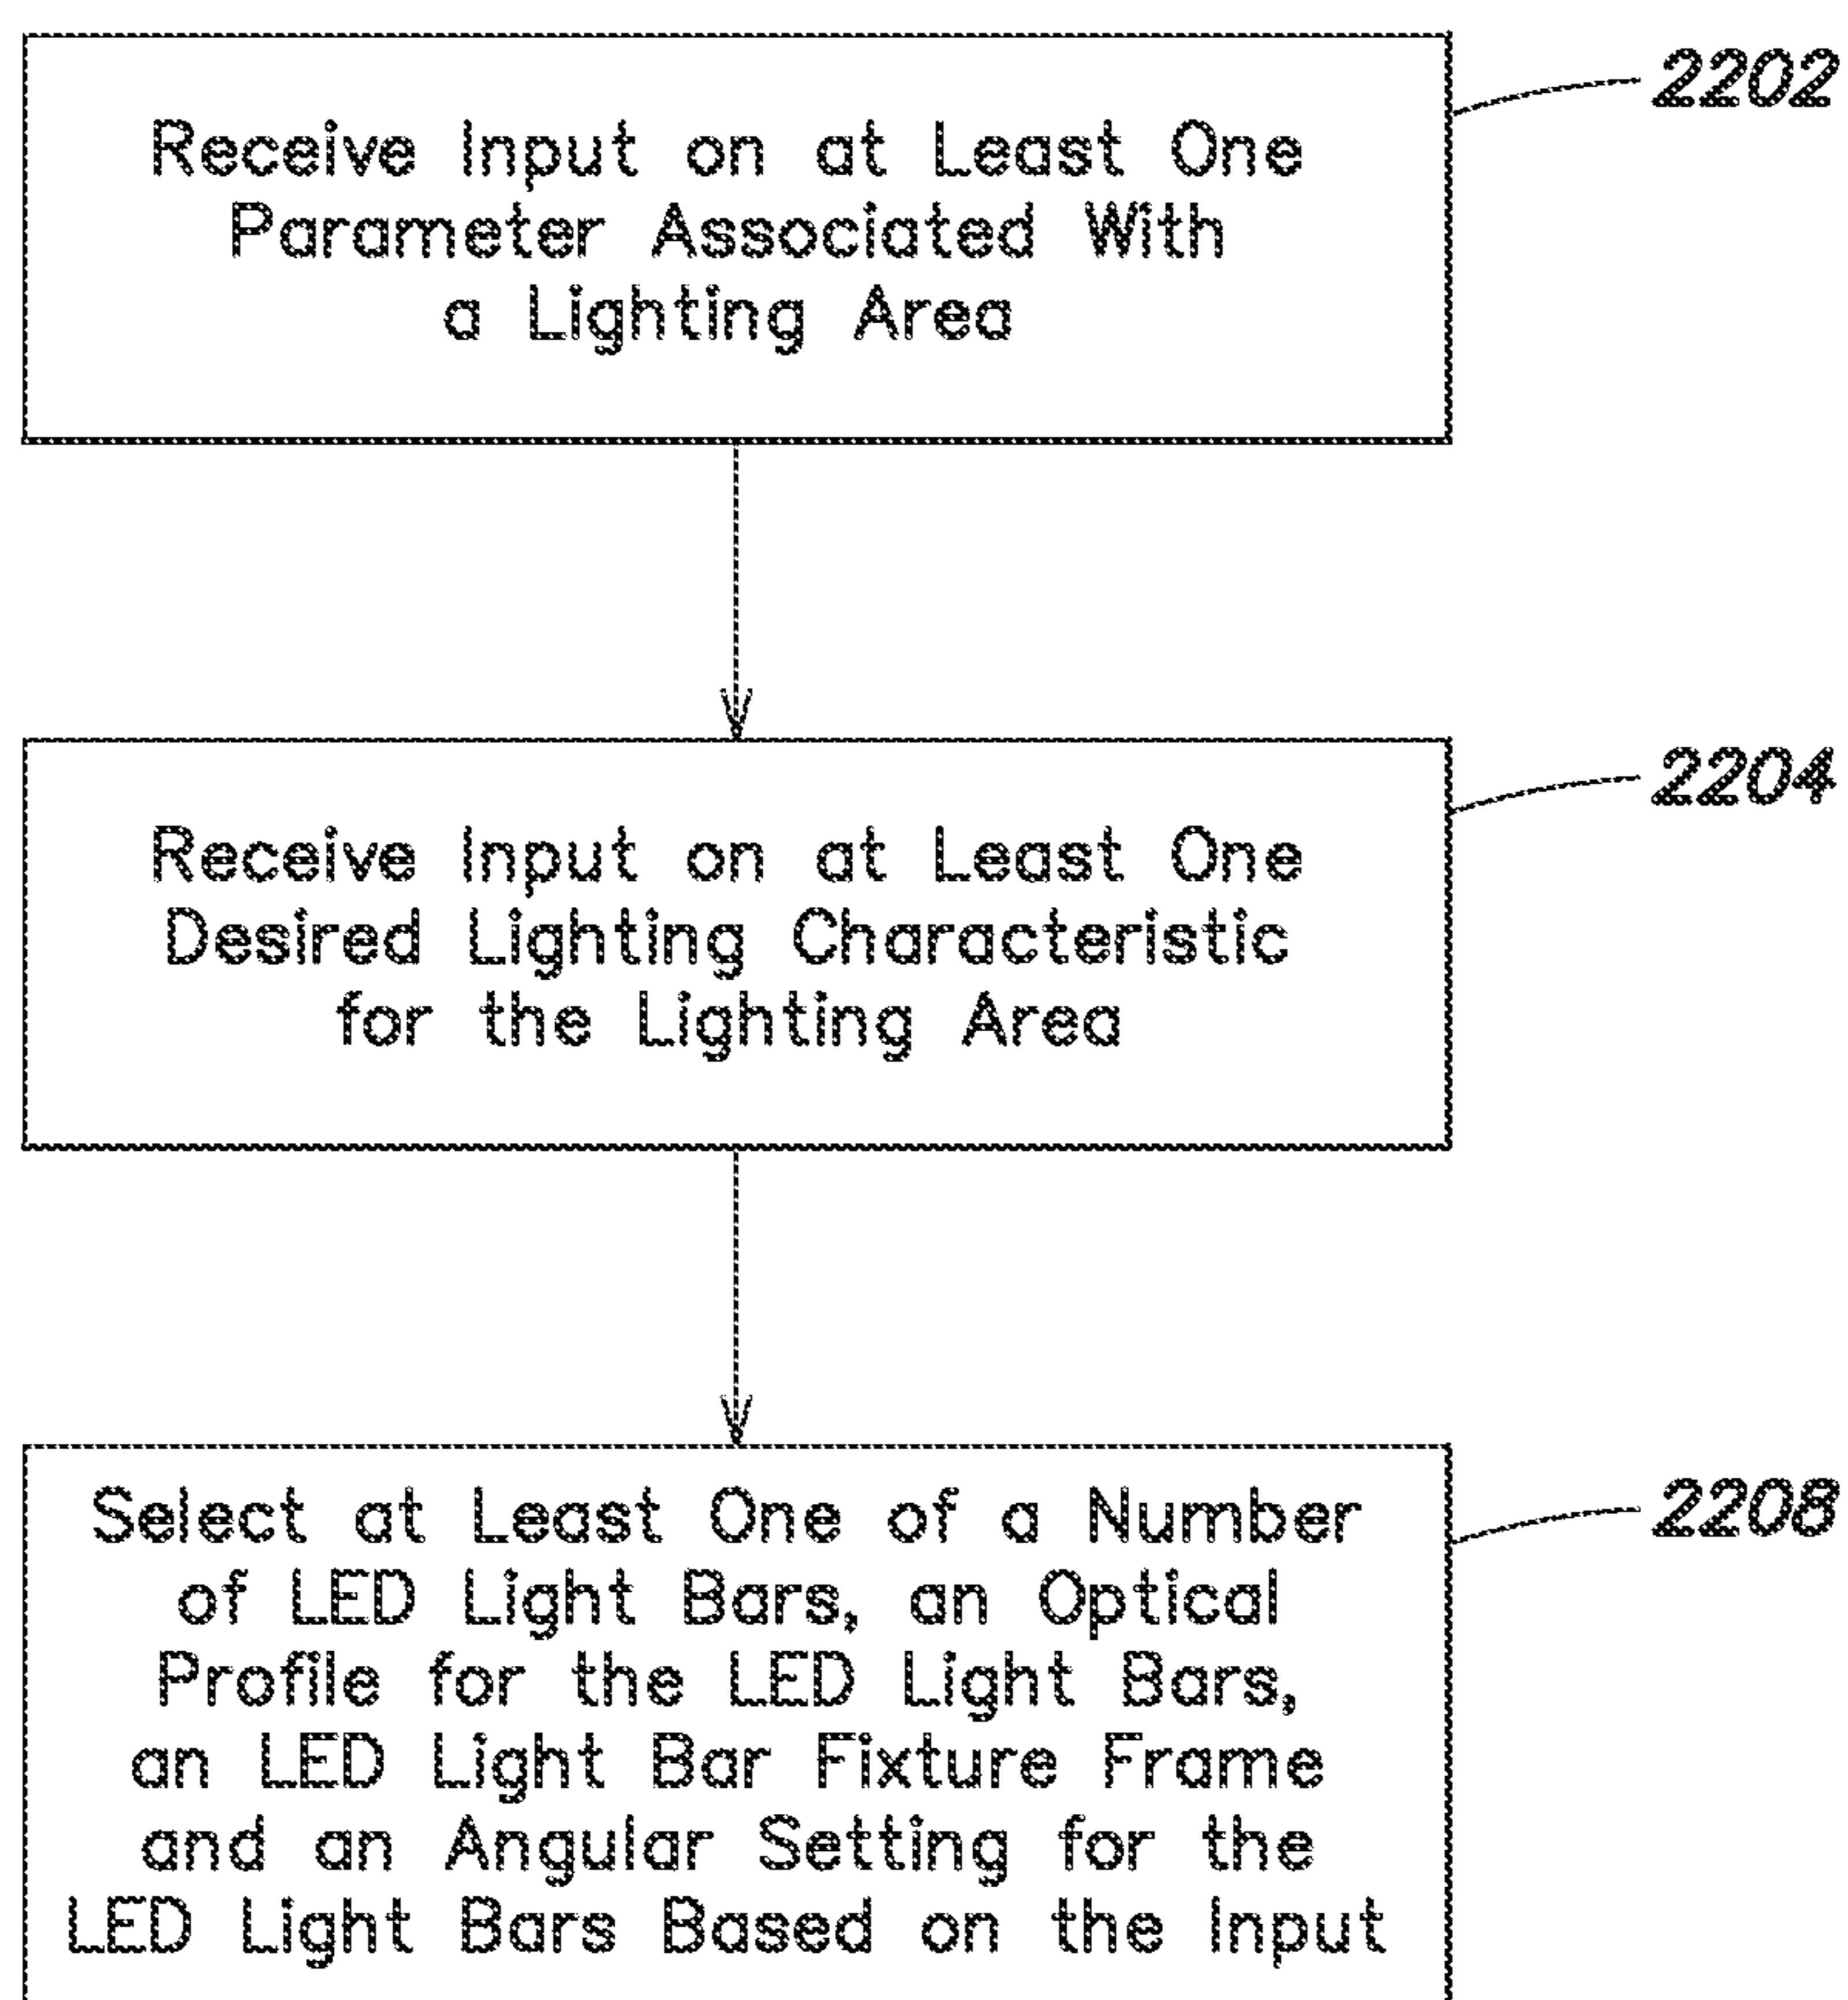 2202
Receive Input on at Least One
Parameter Associated With
a Lighting Area
2204
Receive Input on at Least One
Desired Lighting Characteristic
for the Lighting Area
2208
Select at Least One of a Number
of LED Light Bars, an Optical
Profile for the LED Light Bars,
an LED Light Bar Fixture Frame
and an Angular Setting for the
LED Light Bars Based on the Input